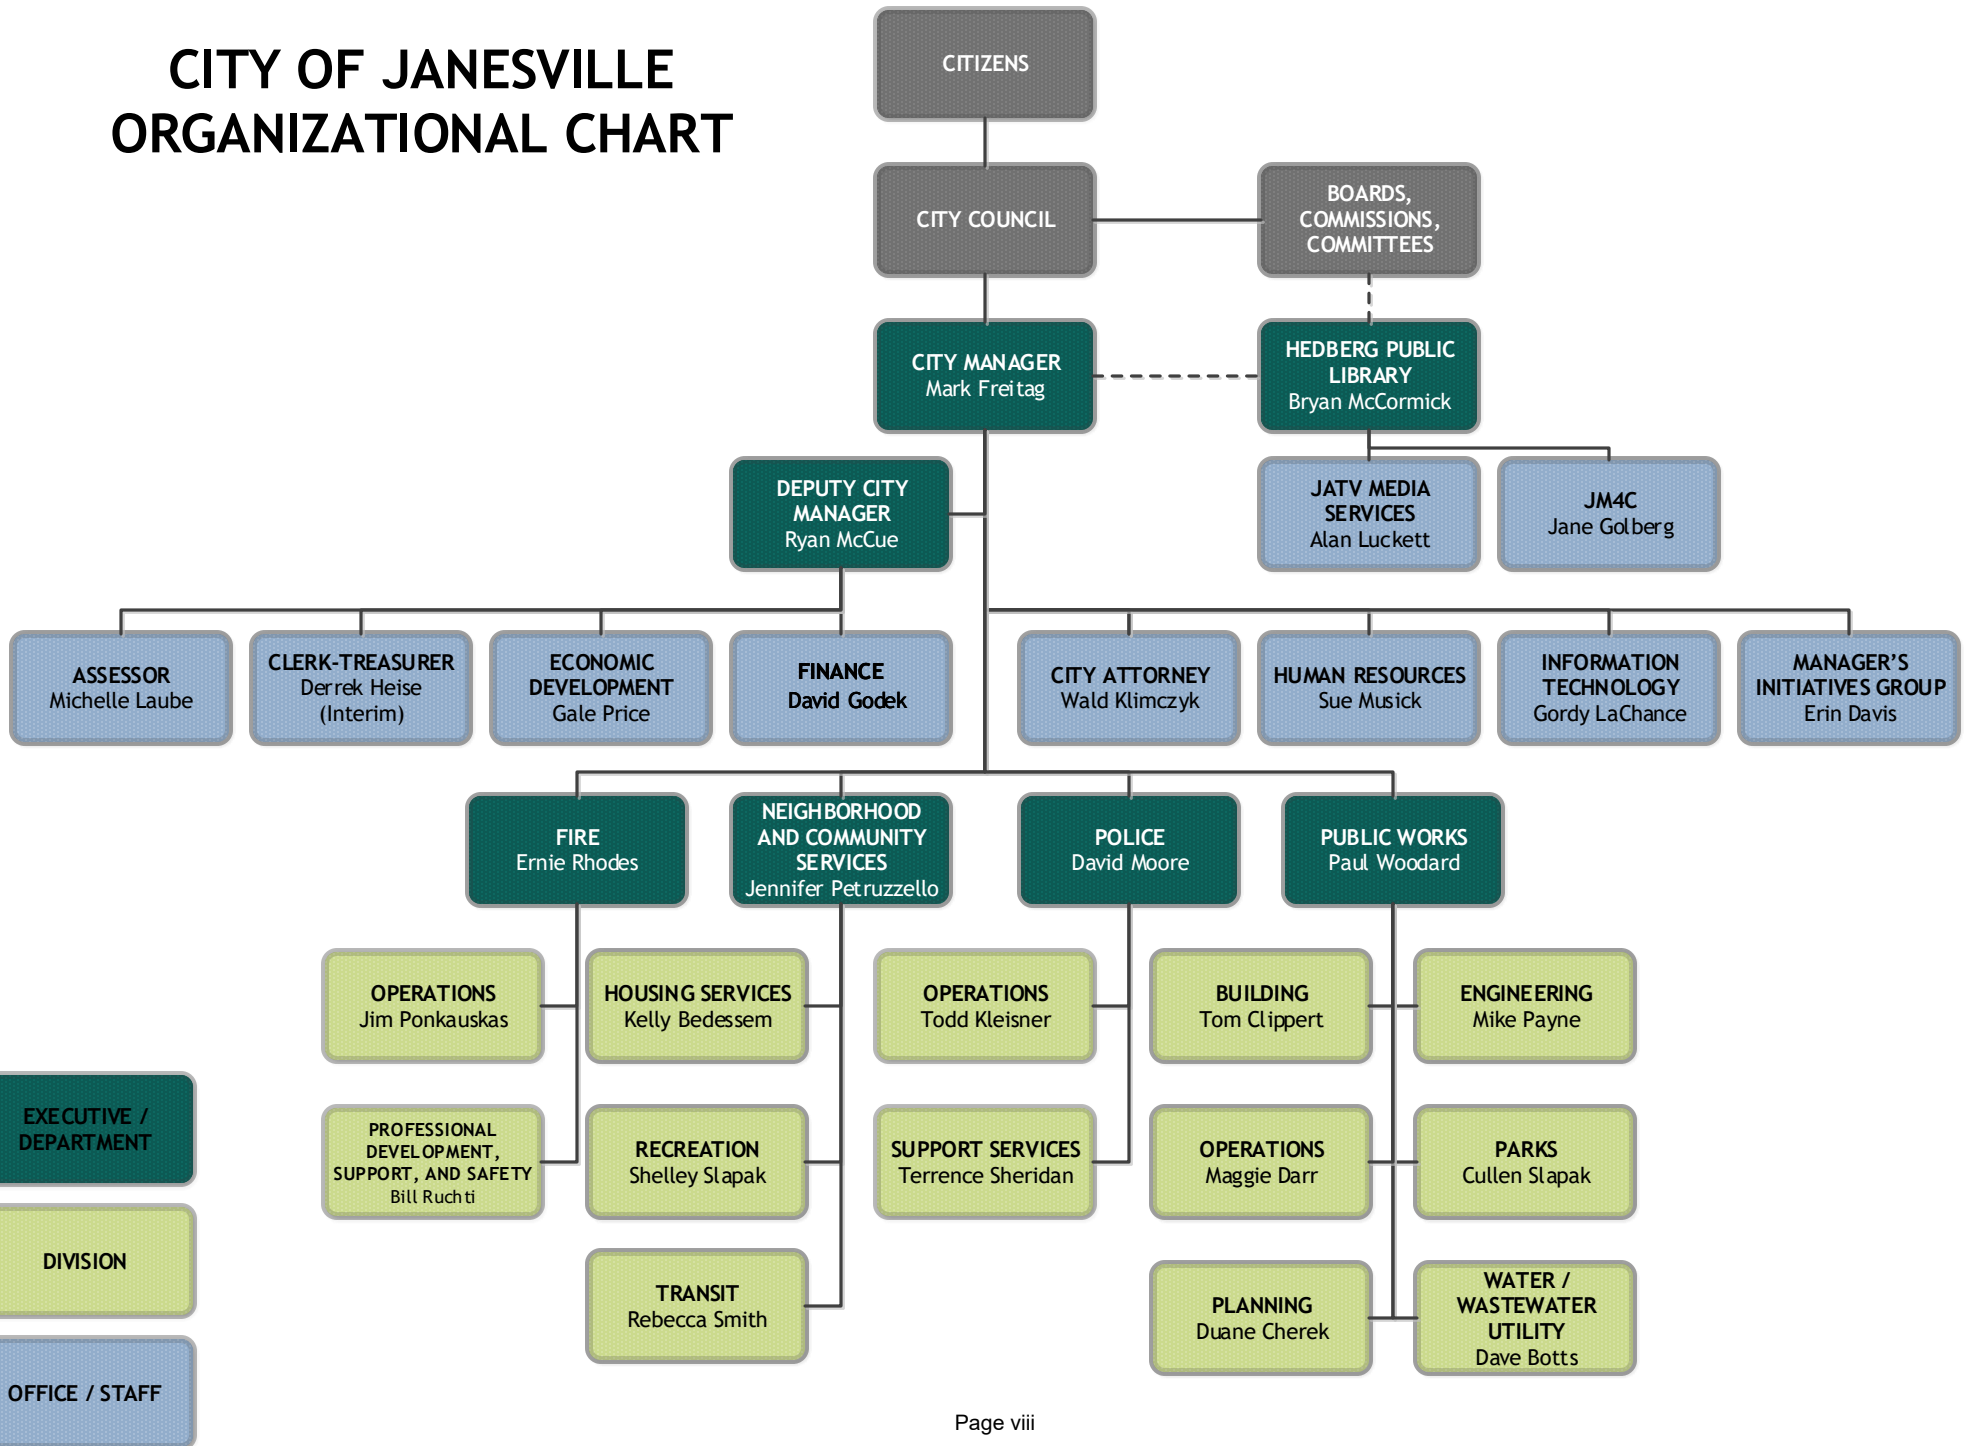 CITY OF JANESVILLE
ORGANIZATIONAL CHART
CITIZENS
CITY COUNCIL
BOARDS,
COMMISSIONS,
COMMITTEES
CITY MANAGER
Mark Freitag
HEDBERG PUBLIC
LIBRARY
Bryan McCormick
DEPUTY CITY
MANAGER
Ryan McCue
JATV MEDIA
SERVICES
Alan Luckett
JM4C
Jane Golberg
ASSESSOR
Michelle Laube
CLERK-TREASURER
Derrek Heise
(Interim)
ECONOMIC
DEVELOPMENT
Gale Price
FINANCE
David Godek
CITY ATTORNEY
Wald Klimczyk
HUMAN RESOURCES
Sue Musick
INFORMATION
TECHNOLOGY
Gordy LaChance
MANAGER’S
INITIATIVES GROUP
Erin Davis
FIRE
Ernie Rhodes
NEIGHBORHOOD
AND COMMUNITY
SERVICES
Jennifer Petruzzello
POLICE
David Moore
PUBLIC WORKS
Paul Woodard
OPERATIONS
Jim Ponkauskas
HOUSING SERVICES
Kelly Bedessem
OPERATIONS
Todd Kleisner
BUILDING
Tom Clippert
ENGINEERING
Mike Payne
PROFESSIONAL
DEVELOPMENT,
SUPPORT, AND SAFETY
Bill Ruchti
RECREATION
Shelley Slapak
SUPPORT SERVICES
Terrence Sheridan
OPERATIONS
Maggie Darr
PARKS
Cullen Slapak
TRANSIT
Rebecca Smith
PLANNING
Duane Cherek
WATER /
WASTEWATER
UTILITY
Dave Botts
EXECUTIVE /
DEPARTMENT
DIVISION
OFFICE / STAFF
Page viii